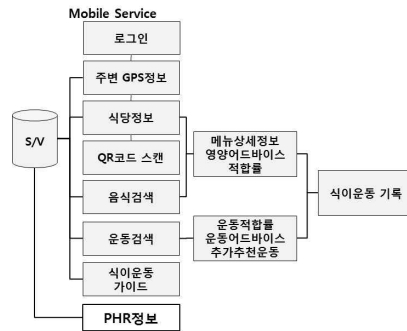 Mobile Service
로그인
주변 GPS정보
식당정보
S/V
QR코드 스캔
음식검색
운동검색
식이운동
가이드
PHR정보
메뉴상세정보
영양어드바이스
적합률
운동적합률
운동어드바이스
추가추천운동
식이운동 기록